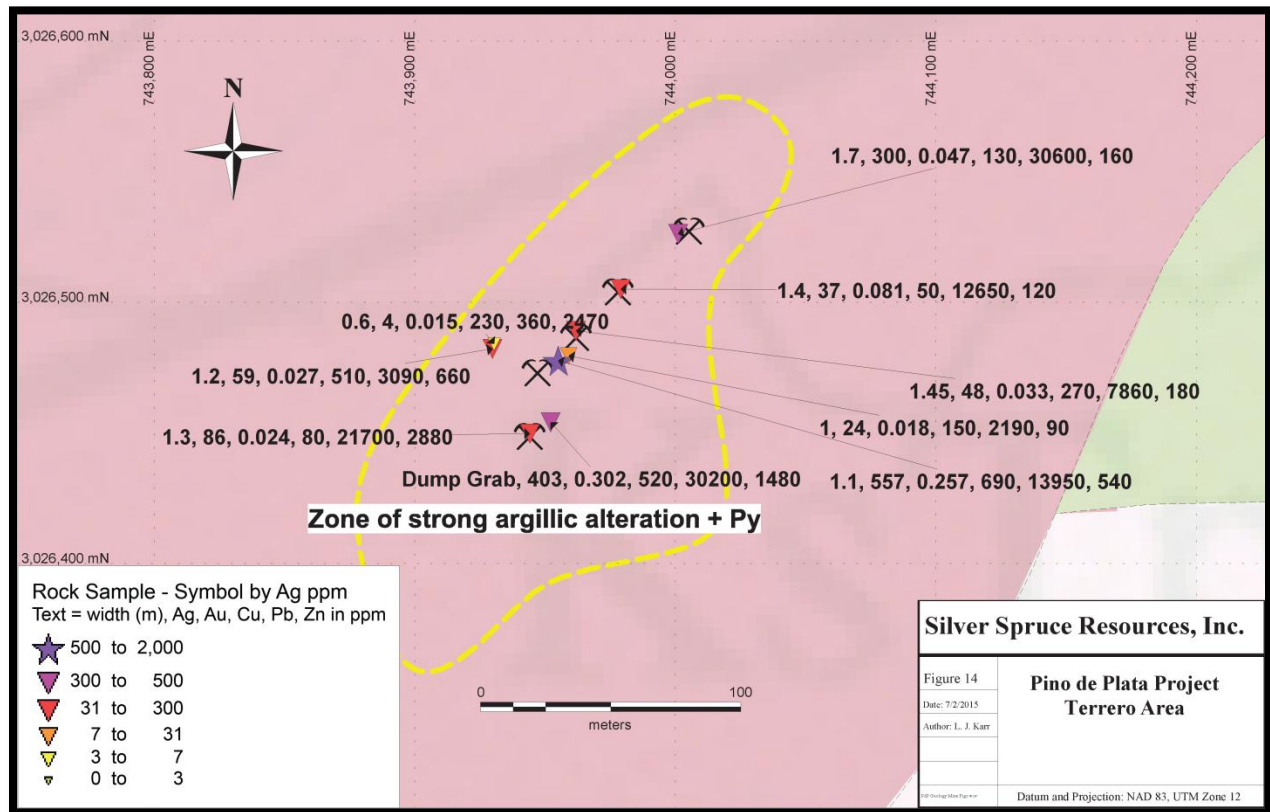 3,026,600 mN
743,800 mE
743,900 mE
744,000 mE
744,100 mE
744,200 mE
N
1.7, 300, 0.047, 130, 30600, 160
3,026,500 mN
1.4, 37, 0.081, 50, 12650, 120
0.6, 4, 0.015, 230, 360, 2470
1.2, 59, 0.027, 510, 3090, 660
1.45, 48, 0.033, 270, 7860, 180
1, 24, 0.018, 150, 2190, 90
1.3, 86, 0.024, 80, 21700, 2880
Dump Grab, 403, 0.302, 520, 30200, 1480
1.1, 557, 0.257, 690, 13950, 540
Zone of strong argillic alteration + Py
3,026,400 mN
Rock Sample - Symbol by Ag ppm
Text = width (m), Ag, Au, Cu, Pb, Zn in ppm
500 to 2,000
300 to 500
31 to 300
7 to 31
3 to 7
0 to 3
0 100
meters
Silver Spruce Resources, Inc.
Figure 14
Date: 7/2/2015
Author: L. J. Karr
Pino de Plata Project
Terrero Area
Datum and Projection: NAD 83, UTM Zone 12